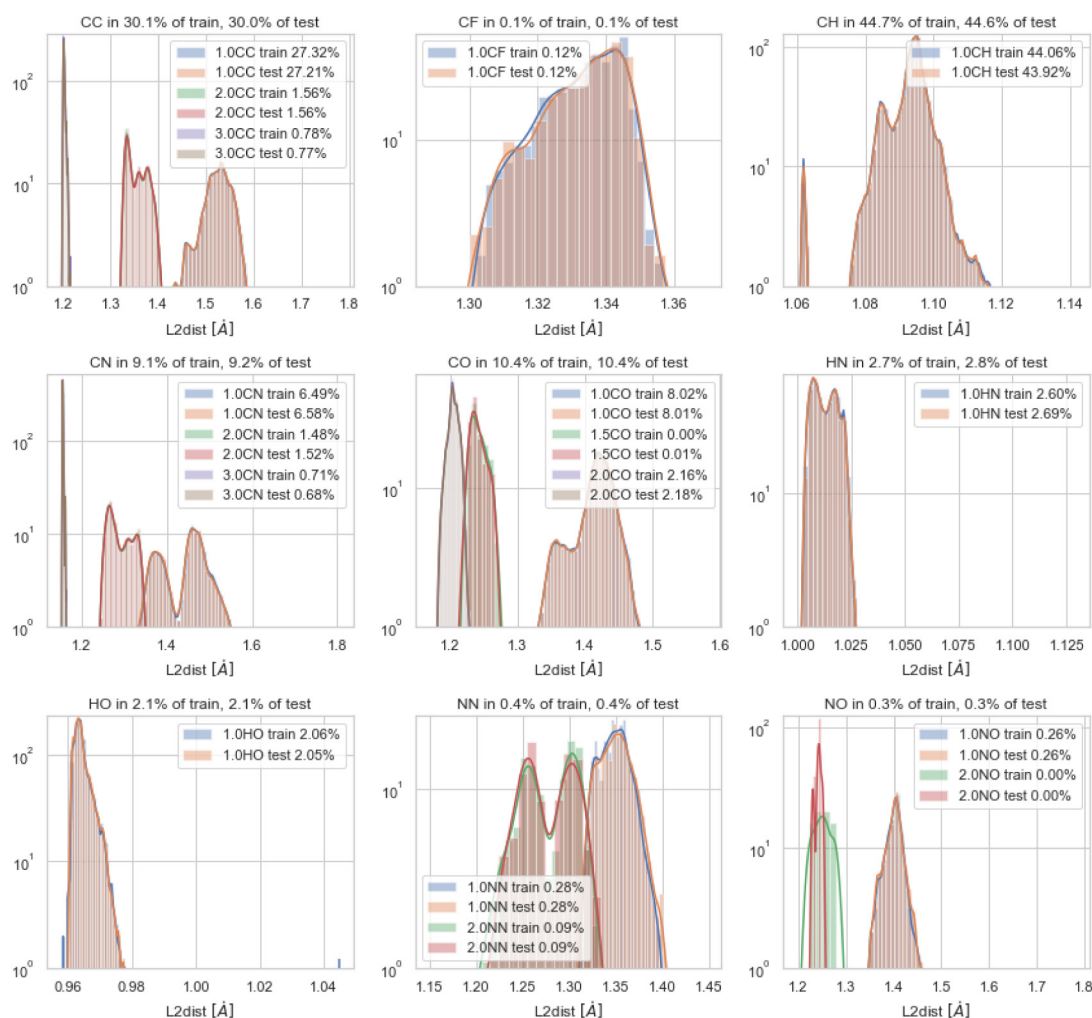 CC in 30.1% of train, 30.0% of test
10²
10¹
10⁰
1.0CC train 27.32%
1.0CC test 27.21%
2.0CC train 1.56%
2.0CC test 1.56%
3.0CC train 0.78%
3.0CC test 0.77%
1.2 1.3 1.4 1.5 1.6 1.7 1.8
L2dist [Å]
CF in 0.1% of train, 0.1% of test
10¹
10⁰
1.0CF train 0.12%
1.0CF test 0.12%
1.30 1.32 1.34 1.36
L2dist [Å]
CH in 44.7% of train, 44.6% of test
10²
10¹
10⁰
1.0CH train 44.06%
1.0CH test 43.92%
1.06 1.08 1.10 1.12 1.14
L2dist [Å]
CN in 9.1% of train, 9.2% of test
10²
10¹
10⁰
1.0CN train 6.49%
1.0CN test 6.58%
2.0CN train 1.48%
2.0CN test 1.52%
3.0CN train 0.71%
3.0CN test 0.68%
1.2 1.4 1.6 1.8
L2dist [Å]
CO in 10.4% of train, 10.4% of test
10¹
10⁰
1.0CO train 8.02%
1.0CO test 8.01%
1.5CO train 0.00%
1.5CO test 0.01%
2.0CO train 2.16%
2.0CO test 2.18%
1.2 1.3 1.4 1.5 1.6
L2dist [Å]
HN in 2.7% of train, 2.8% of test
10¹
10⁰
1.0HN train 2.60%
1.0HN test 2.69%
1.000 1.025 1.050 1.075 1.100 1.125
L2dist [Å]
HO in 2.1% of train, 2.1% of test
10²
10¹
10⁰
1.0HO train 2.06%
1.0HO test 2.05%
0.96 0.98 1.00 1.02 1.04
L2dist [Å]
NN in 0.4% of train, 0.4% of test
10¹
10⁰
1.0NN train 0.28%
1.0NN test 0.28%
2.0NN train 0.09%
2.0NN test 0.09%
1.15 1.20 1.25 1.30 1.35 1.40 1.45
L2dist [Å]
NO in 0.3% of train, 0.3% of test
10²
10¹
10⁰
1.0NO train 0.26%
1.0NO test 0.26%
2.0NO train 0.00%
2.0NO test 0.00%
1.2 1.3 1.4 1.5 1.6 1.7 1.8
L2dist [Å]